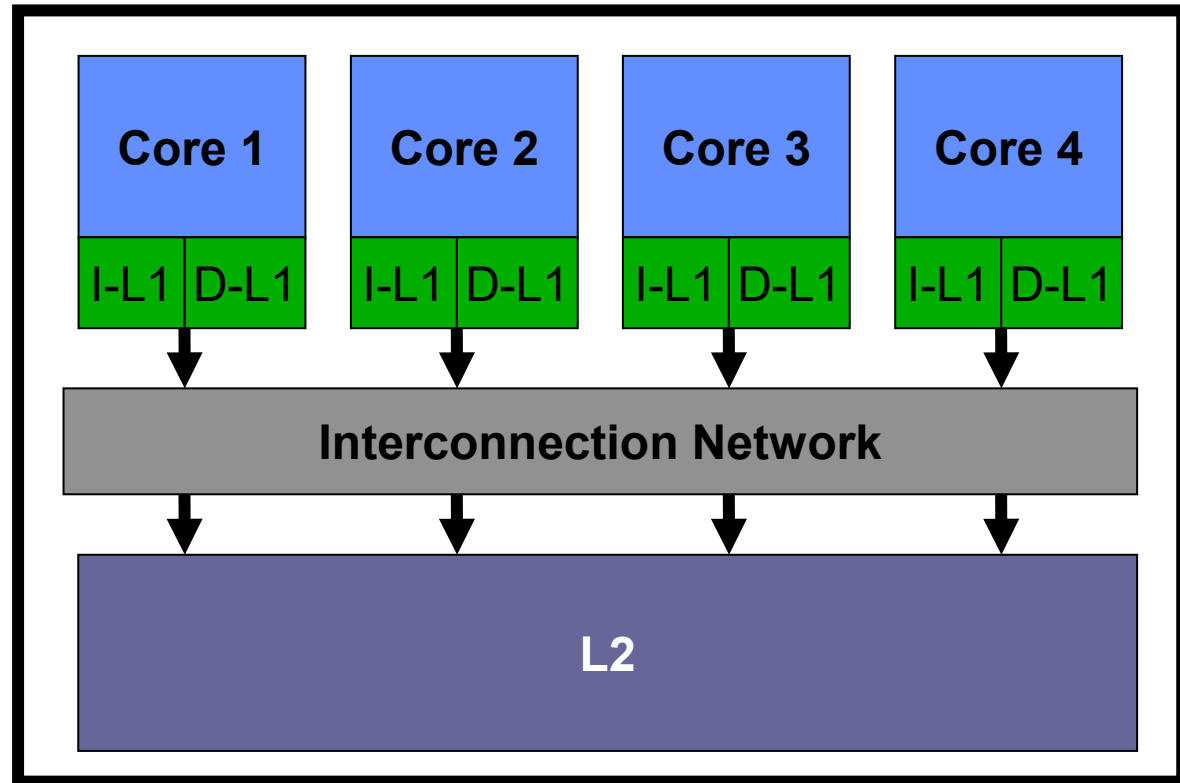 Core 1 Core 2 Core 3 Core 4
I-L1 D-L1 I-L1 D-L1 I-L1 D-L1 I-L1 D-L1
Interconnection Network
L2